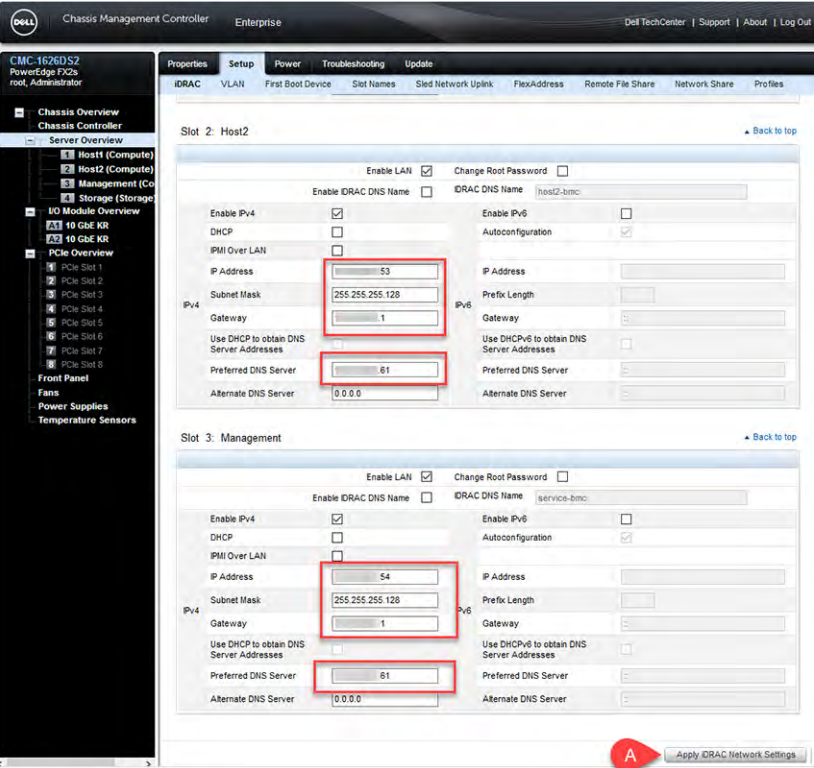 DELL Chassis Management Controller Enterprise Dell TechCenter | Support | About | Log Out
CMC-1626DS2
PowerEdge FX2s
root, Administrator
Properties Setup Power Troubleshooting Update
iDRAC VLAN First Boot Device Slot Names Sled Network Uplink FlexAddress Remote File Share Network Share Profiles
Chassis Overview
Chassis Controller
Server Overview
1 Host1 (Compute)
2 Host2 (Compute)
3 Management (Co
4 Storage (Storage)
I/O Module Overview
A1 10 GbE KR
A2 10 GbE KR
PCIe Overview
1 PCIe Slot 1
2 PCIe Slot 2
3 PCIe Slot 3
4 PCIe Slot 4
5 PCIe Slot 5
6 PCIe Slot 6
7 PCIe Slot 7
8 PCIe Slot 8
Front Panel
Fans
Power Supplies
Temperature Sensors
Slot 2: Host2 Back to top
Enable LAN Change Root Password
Enable IDRAC DNS Name IDRAC DNS Name host2-bmc
Enable IPv4 Enable IPv6
DHCP Autoconfiguration
IPMI Over LAN
IP Address .53 IP Address
Subnet Mask 255.255.255.128 Prefix Length
IPv4 IPv6
Gateway .1 Gateway ::
Use DHCP to obtain DNS Use DHCPv6 to obtain DNS
Server Addresses Server Addresses
Preferred DNS Server .61 Preferred DNS Server ::
Alternate DNS Server 0.0.0.0 Alternate DNS Server ::
Slot 3: Management Back to top
Enable LAN Change Root Password
Enable IDRAC DNS Name IDRAC DNS Name service-bmc
Enable IPv4 Enable IPv6
DHCP Autoconfiguration
IPMI Over LAN
IP Address 54 IP Address
Subnet Mask 255.255.255.128 Prefix Length
IPv4 Pv6
Gateway 1 Gateway ::
Use DHCP to obtain DNS Use DHCPv6 to obtain DNS
Server Addresses Server Addresses
Preferred DNS Server 61 Preferred DNS Server ::
Alternate DNS Server 0.0.0.0 Alternate DNS Server ::
A Apply iDRAC Network Settings